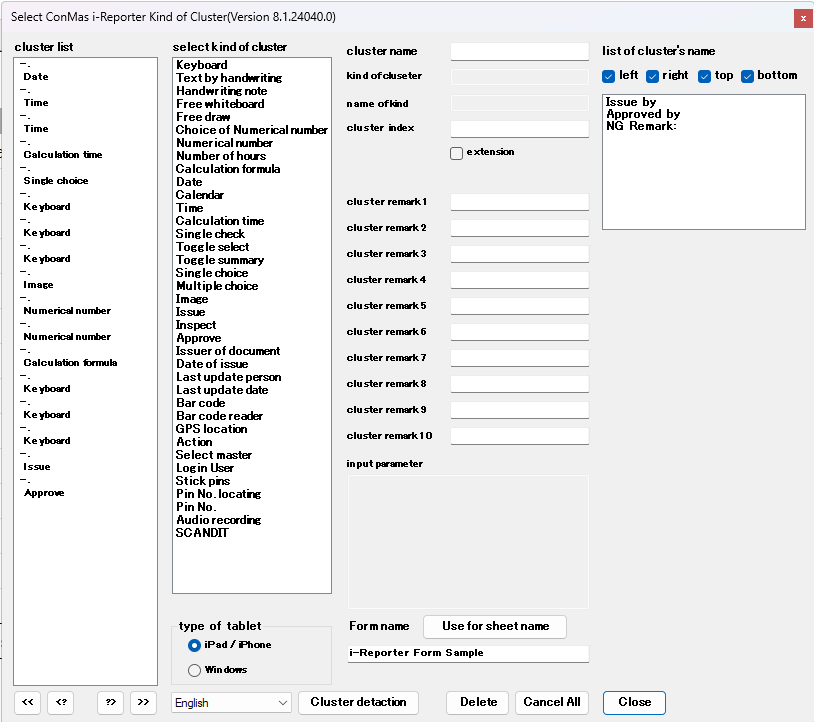 Select ConMas i-Reporter Kind of Cluster(Version 8.1.24040.0)
x
cluster list
-.
Date
-.
Time
-.
Time
-.
Calculation time
-.
Single choice
-.
Keyboard
-.
Keyboard
-.
Keyboard
-.
Image
-.
Numerical number
-.
Numerical number
-.
Calculation formula
-.
Keyboard
-.
Keyboard
-.
Keyboard
-.
Issue
-.
Approve
<<
<?
??
>>
select kind of cluster
Keyboard
Text by handwriting
Handwriting note
Free whiteboard
Free draw
Choice of Numerical number
Numerical number
Number of hours
Calculation formula
Date
Calendar
Time
Calculation time
Single check
Toggle select
Toggle summary
Single choice
Multiple choice
Image
Issue
Inspect
Approve
Issuer of document
Date of issue
Last update person
Last update date
Bar code
Bar code reader
GPS location
Action
Select master
Login User
Stick pins
Pin No. locating
Pin No.
Audio recording
SCANDIT
type of tablet
iPad / iPhone
Windows
English
cluster name
kind of cluseter
name of kind
cluster index
extension
cluster remark1
cluster remark 2
cluster remark 3
cluster remark 4
cluster remark 5
cluster remark 6
cluster remark 7
cluster remark 8
cluster remark 9
cluster remark 10
input parameter
Form name
Use for sheet name
i-Reporter Form Sample
Cluster detaction
Delete
Cancel All
Close
list of cluster's name
left
right
top
bottom
Issue by
Approved by
NG Remark: